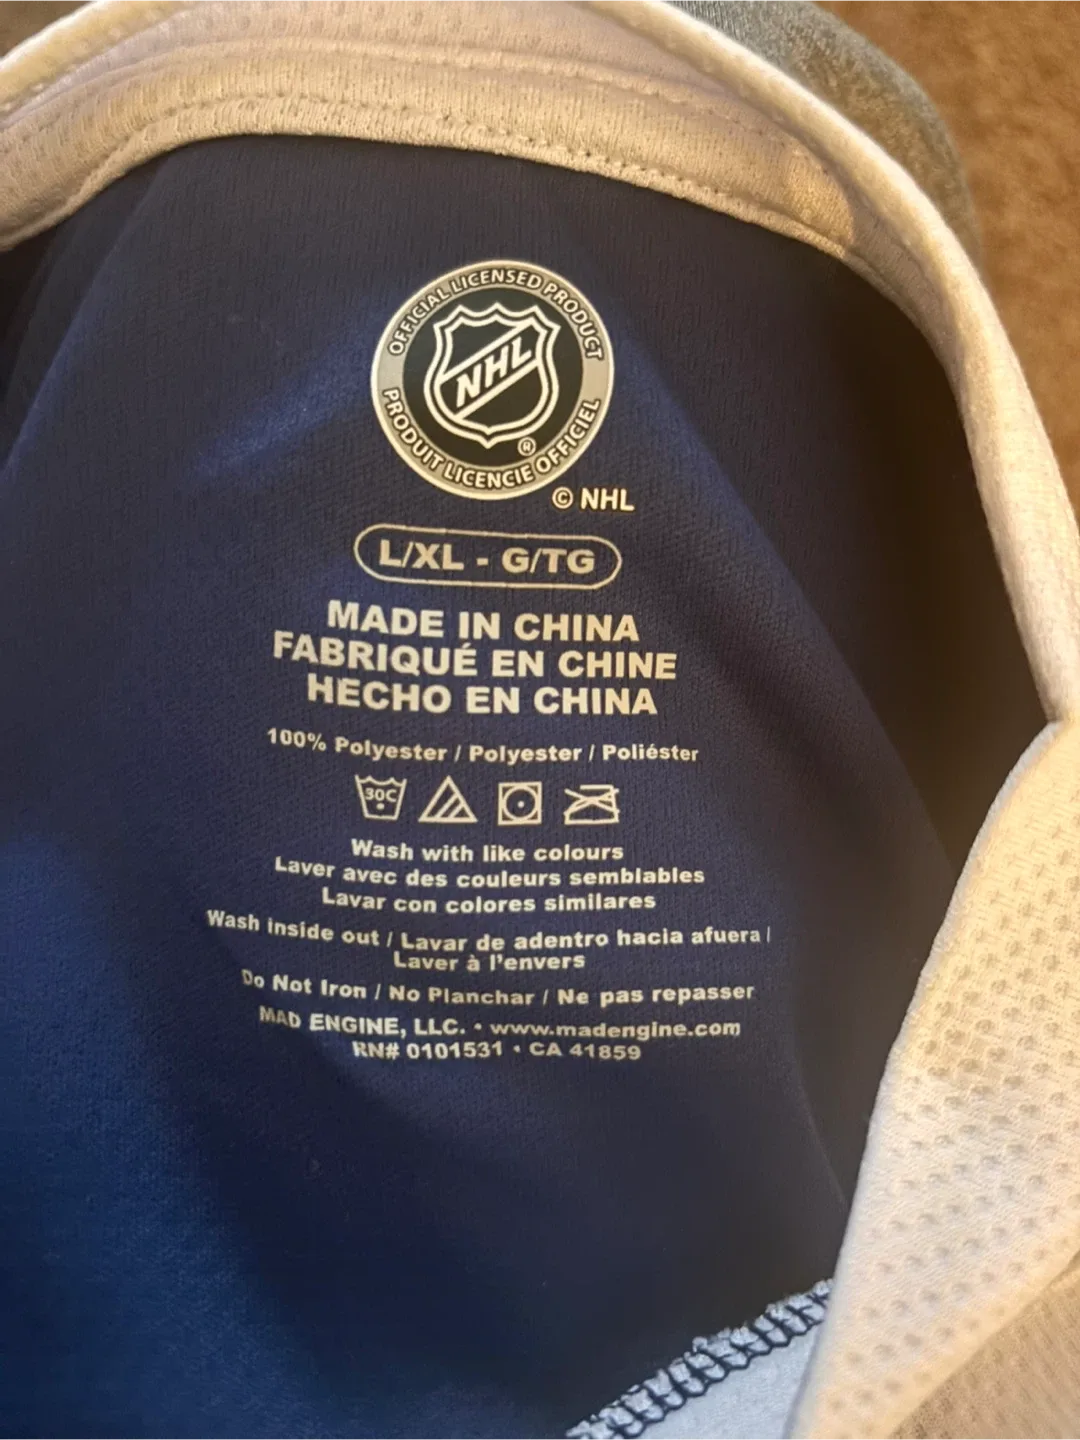 OFFICIAL LICENSED PRODUCT
NHL
®
PRODUIT LICENCIE OFFICIEL
© NHL
L/XL - G/TG
MADE IN CHINA
FABRIQUÉ EN CHINE
HECHO EN CHINA
100% Polyester / Polyester / Poliéster
30C
Wash with like colours
Laver avec des couleurs semblables
Lavar con colores similares
Wash inside out / Lavar de adentro hacia afuera /
Laver à l'envers
Do Not Iron / No Planchar / Ne pas repasser
MAD ENGINE, LLC. • www.madengine.com
RN# 0101531 • CA 41859